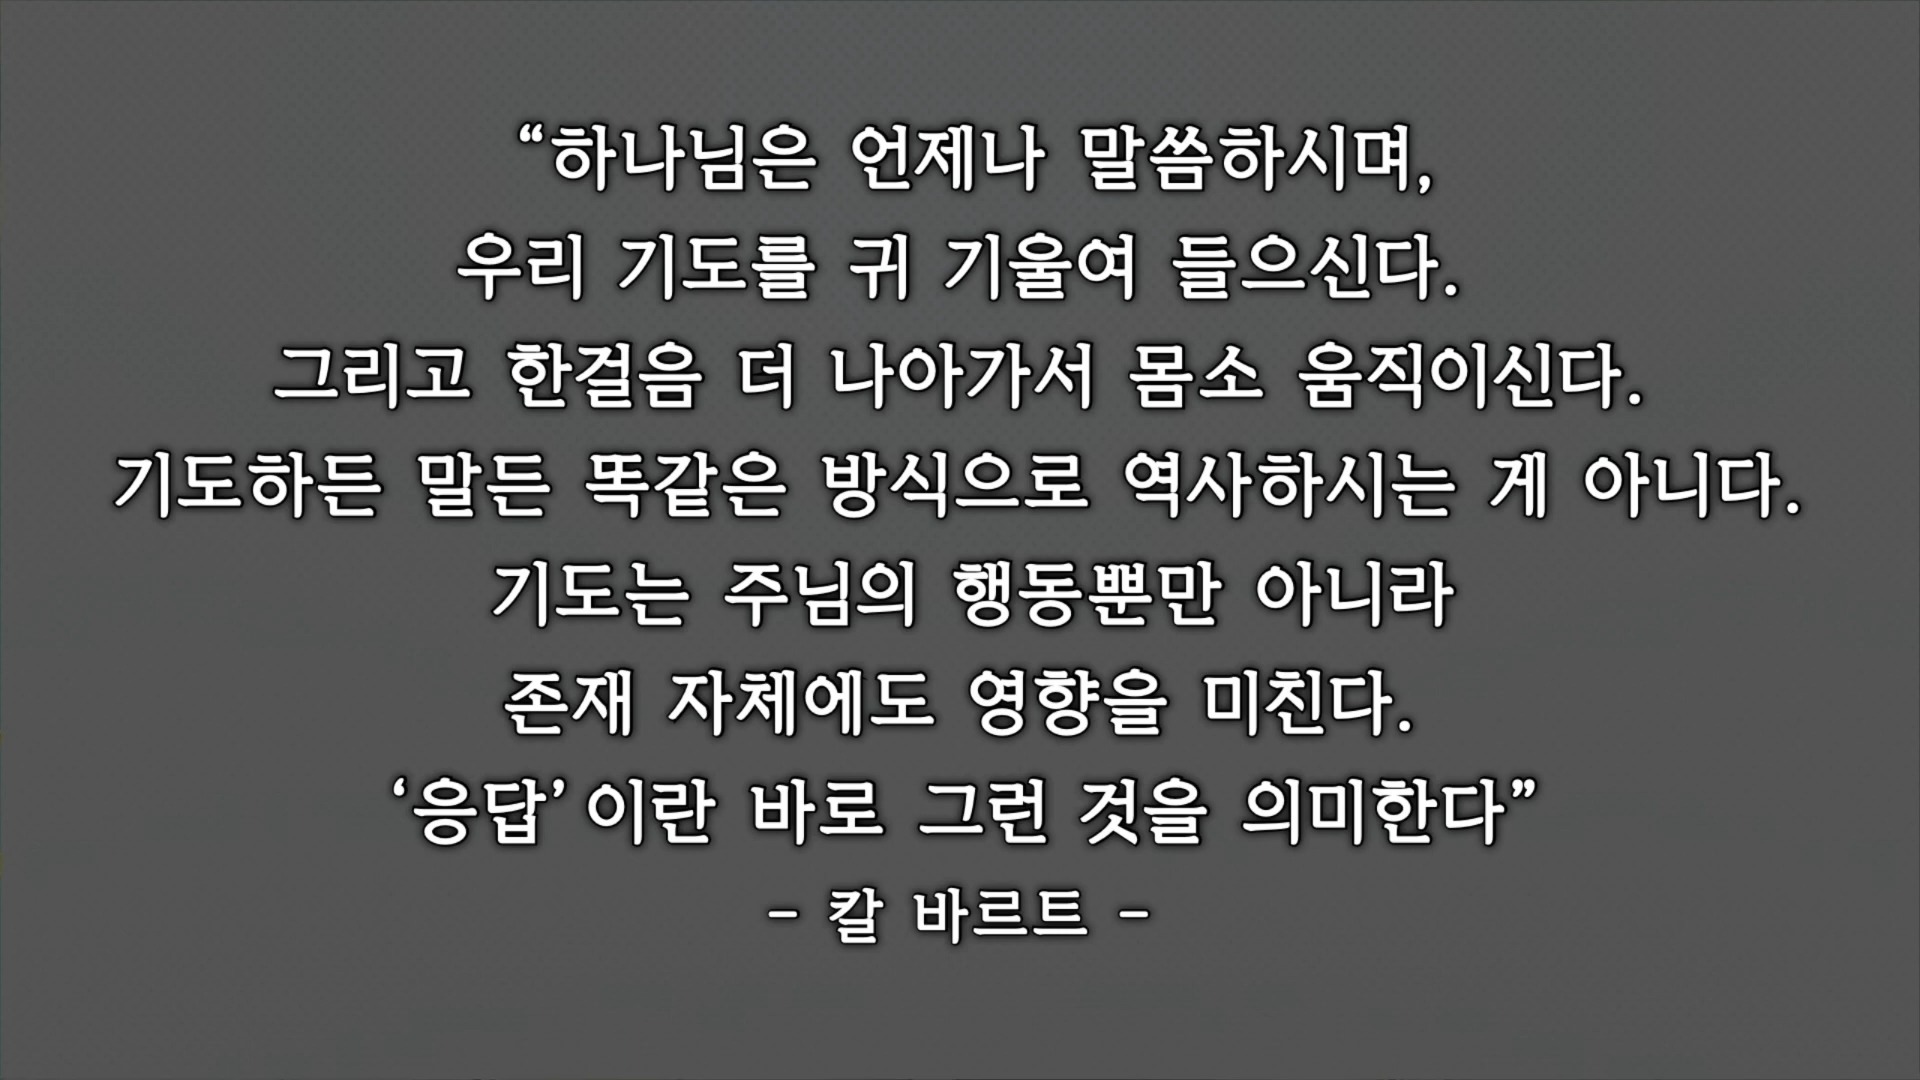 “하나님은 언제나 말씀하시며,
우리 기도를 귀 기울여 들으신다.
그리고 한걸음 더 나아가서 몸소 움직이신다.
기도하든 말든 똑같은 방식으로 역사하시는 게 아니다.
기도는 주님의 행동뿐만 아니라
존재 자체에도 영향을 미친다.
‘응답’이란 바로 그런 것을 의미한다”
– 칼 바르트 –